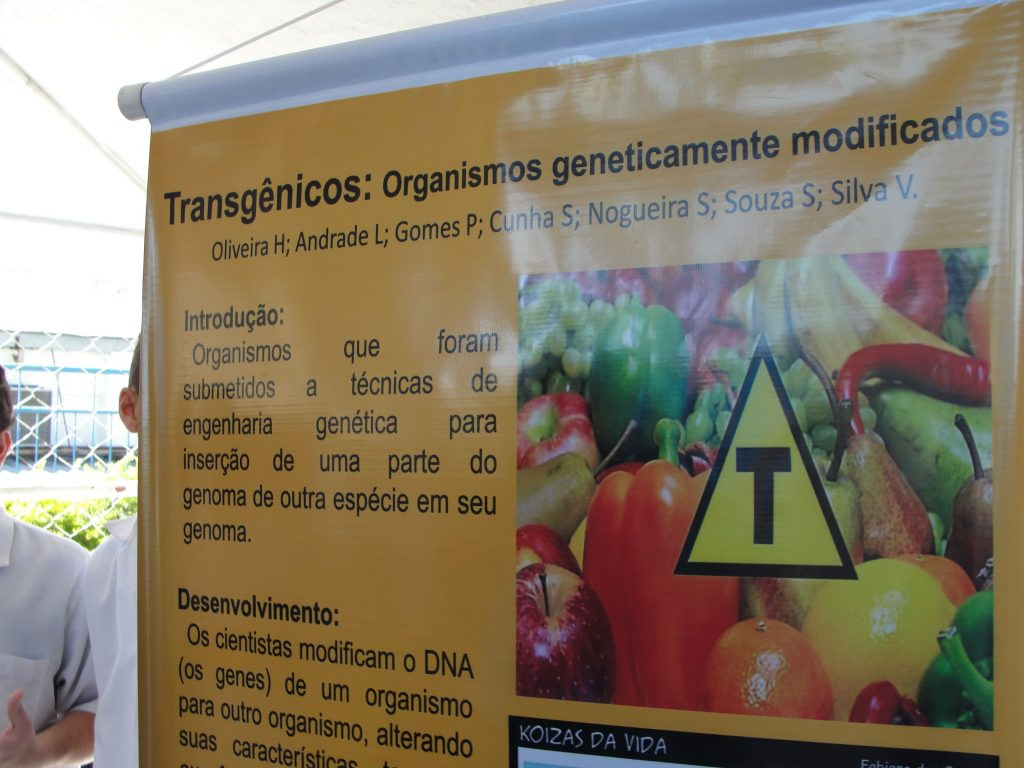 Transgênicos: Organismos geneticamente modificados
Oliveira H; Andrade L; Gomes P; Cunha S; Nogueira S; Souza S; Silva V.
Introdução:
Organismos que foram
submetidos a técnicas de
engenharia genética para
inserção de uma parte do
genoma de outra espécie em seu
genoma.
Desenvolvimento:
Os cientistas modificam o DNA
(os genes) de um organismo
para outro organismo, alterando
suas características
T
KOIZAS DA VIDA